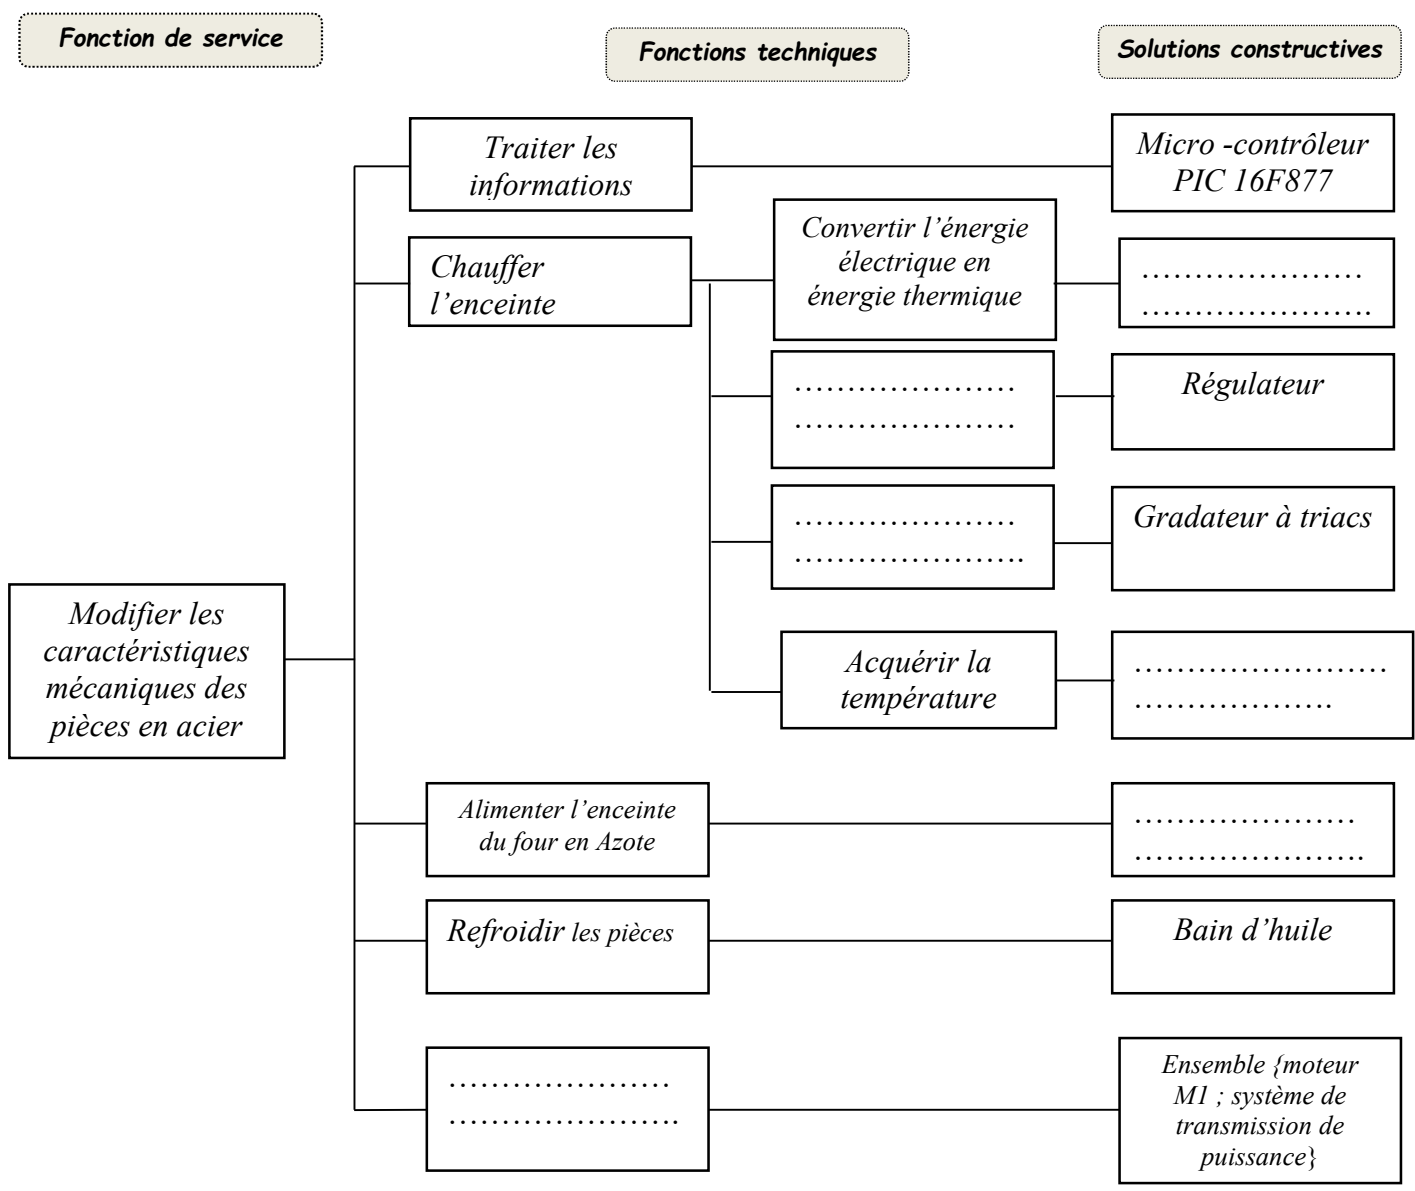 Fonction de service
Fonctions techniques
Solutions constructives
Traiter les
informations
Micro -contrôleur
PIC 16F877
Chauffer
l’enceinte
Convertir l’énergie
électrique en
énergie thermique
…………………
………………….
…………………
…………………
Régulateur
…………………
………………….
Gradateur à triacs
Modifier les
caractéristiques
mécaniques des
pièces en acier
Acquérir la
température
……………………
……………….
Alimenter l’enceinte
du four en Azote
…………………
………………….
Refroidir les pièces
Bain d’huile
…………………
………………….
Ensemble {moteur
M1 ; système de
transmission de
puissance}